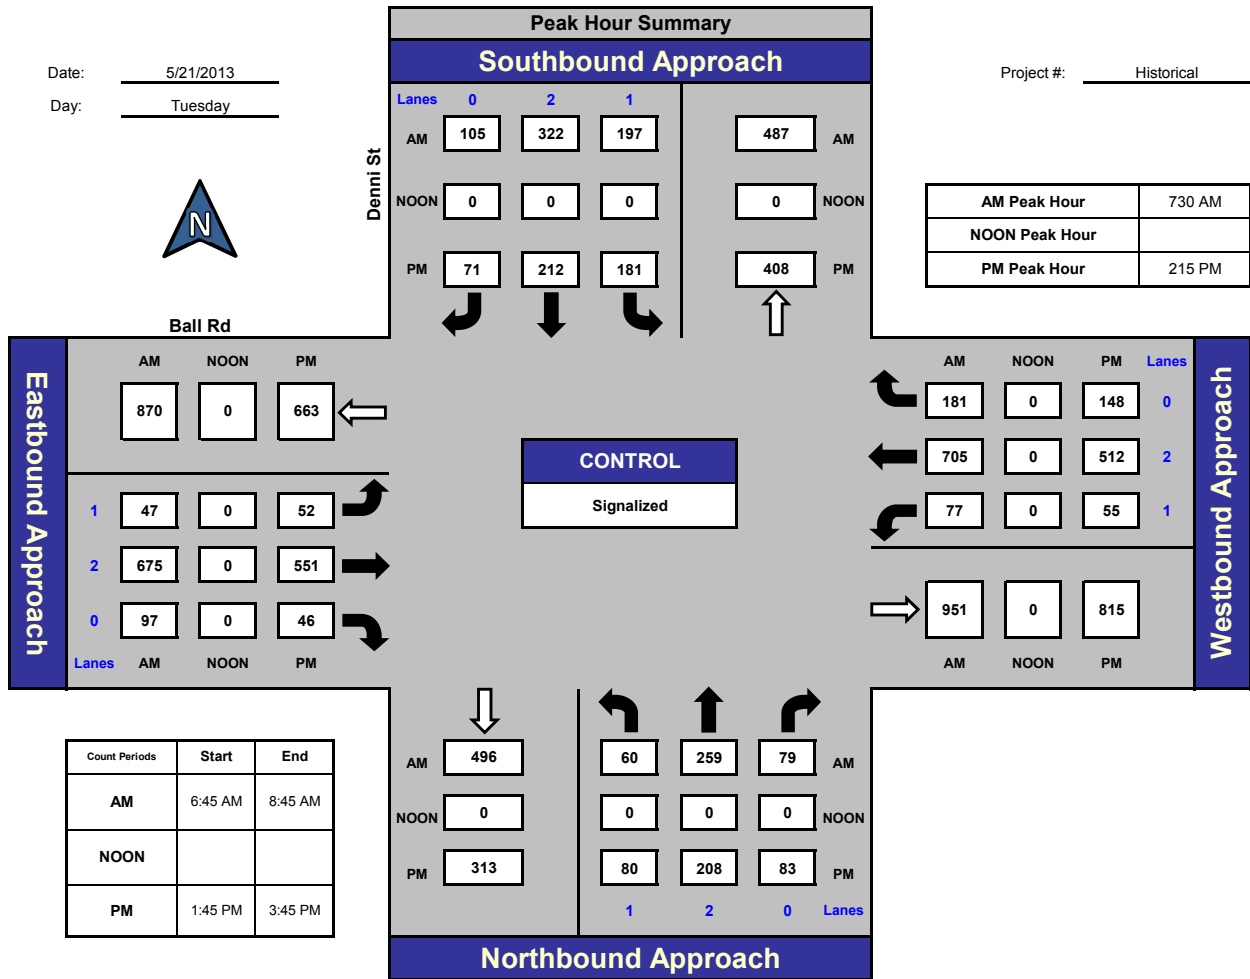 Peak Hour Summary
Southbound Approach
Date: 5/21/2013
Day: Tuesday
Project #: Historical
N
Denni St
Lanes 0 2 1
AM 105 322 197 487 AM
NOON 0 0 0 0 NOON
PM 71 212 181 408 PM
AM Peak Hour 730 AM
NOON Peak Hour
PM Peak Hour 215 PM
Ball Rd
Eastbound Approach
AM NOON PM
870 0 663
1 47 0 52
2 675 0 551
0 97 0 46
Lanes AM NOON PM
CONTROL
Signalized
Westbound Approach
AM NOON PM Lanes
181 0 148 0
705 0 512 2
77 0 55 1
951 0 815
AM NOON PM
Count Periods Start End
AM 6:45 AM 8:45 AM
NOON
PM 1:45 PM 3:45 PM
AM 496 60 259 79 AM
NOON 0 0 0 0 NOON
PM 313 80 208 83 PM
1 2 0 Lanes
Northbound Approach